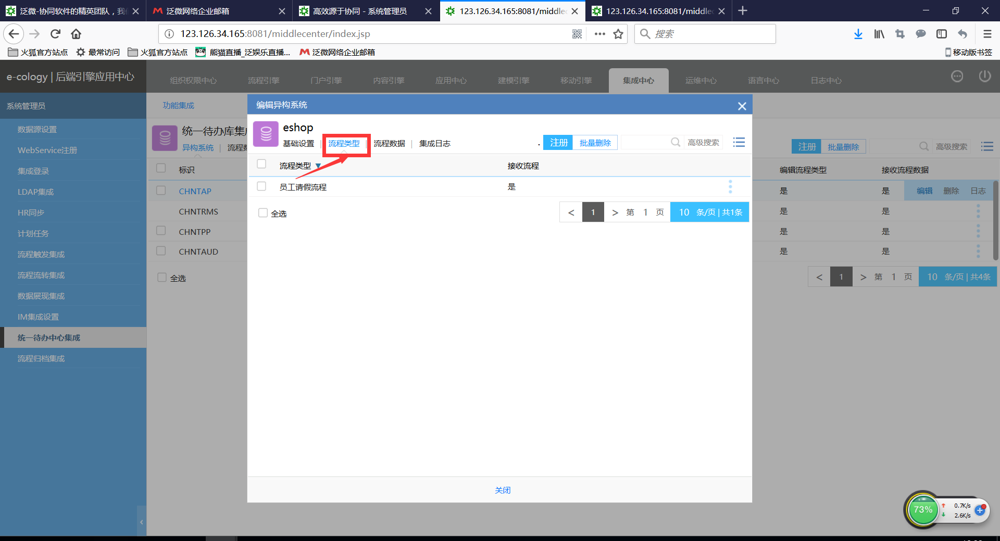 泛微-协同软件的精英团队，我
泛微网络企业邮箱
高效源于协同 - 系统管理员
123.126.34.165:8081/middlec
123.126.34.165:8081/middlec
123.126.34.165:8081/middlecenter/index.jsp
搜索
火狐官方站点
最常访问
火狐官方站点
熊猫直播_泛娱乐直播...
泛微网络企业邮箱
移动版书签
e-cology | 后端引擎应用中心
组织权限中心
流程引擎
门户引擎
内容引擎
应用中心
建模引擎
移动引擎
集成中心
运维中心
语言中心
日志中心
系统管理员
数据源设置
WebService注册
集成登录
LDAP集成
HR同步
计划任务
流程触发集成
流程流转集成
数据展现集成
IM集成设置
统一待办中心集成
流程归档集成
功能集成
统一待办库集
异构系统 | 流程数
注册 批量删除 高级搜索
标识 编辑流程类型 接收流程数据
CHNTAP 是 是 编辑 删除 日志
CHNTRMS 是 是
CHNTPP 是 是
CHNTAUD 是 是
全选
< 1 > 第 1 页 10 条/页 | 共4条
编辑异构系统
eshop
基础设置 | 流程类型 | 流程数据 | 集成日志
. 注册 批量删除 高级搜索
流程类型 接收流程
员工请假流程 是
全选
< 1 > 第 1 页 10 条/页 | 共1条
关闭
73%
0.7K/s
2.6K/s